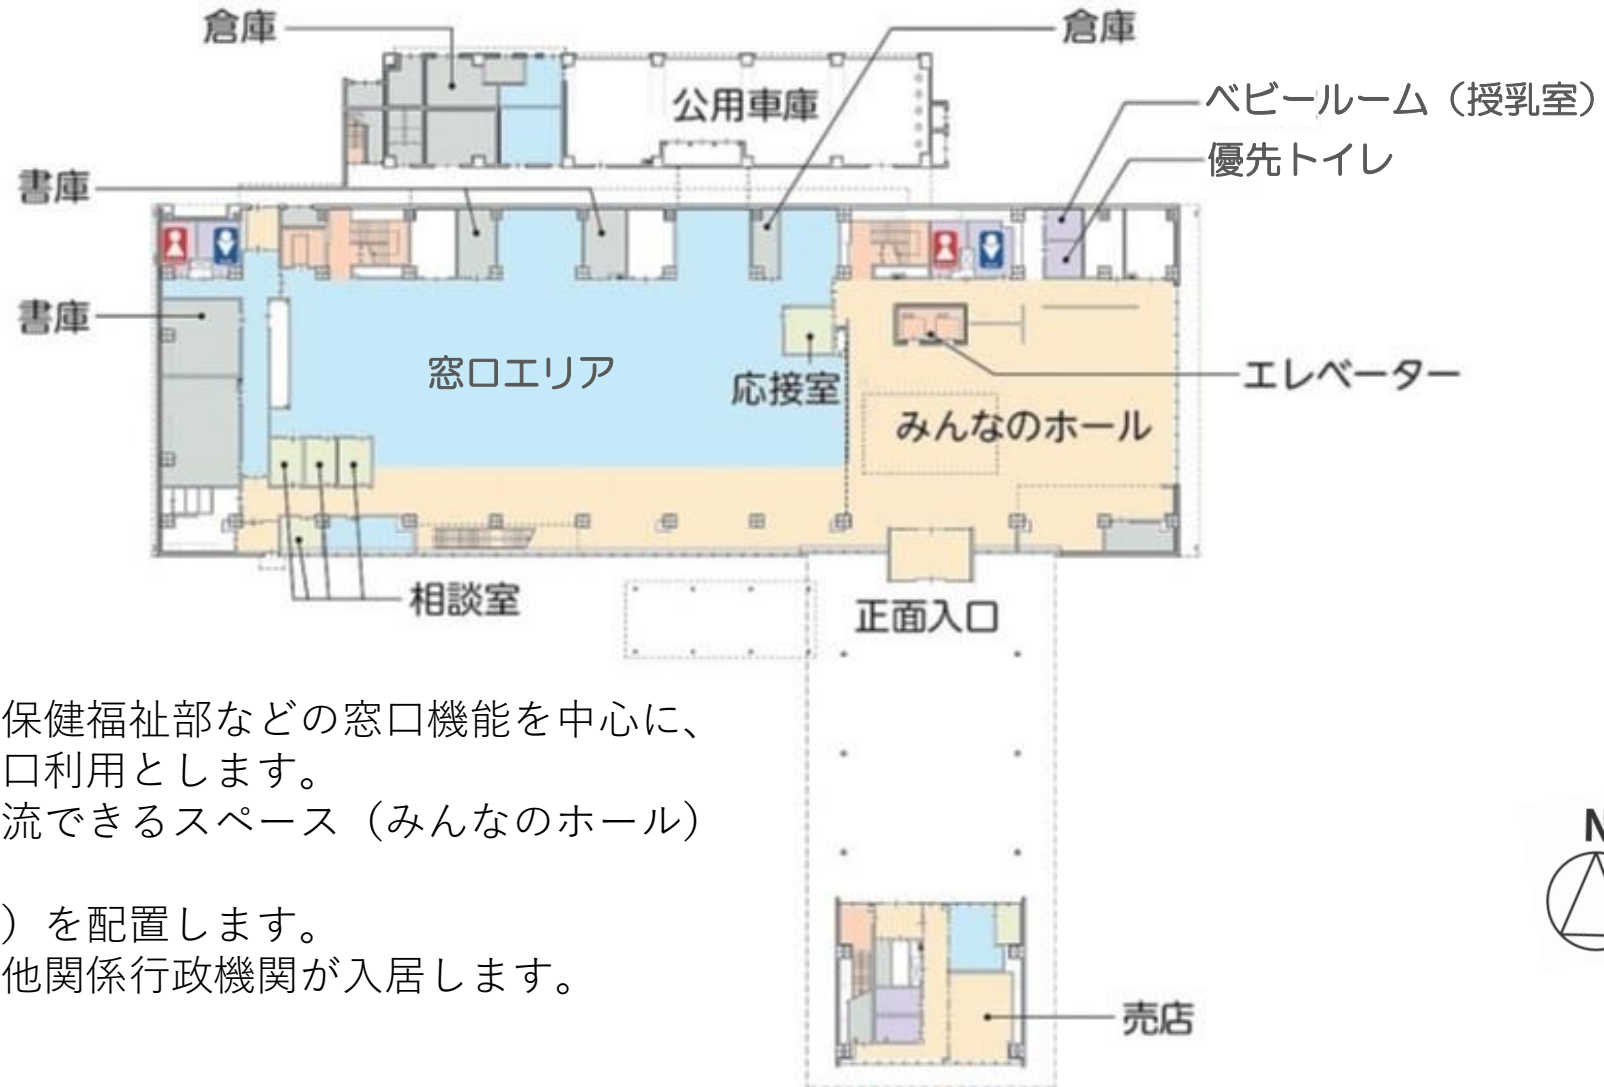 倉庫
倉庫
公用車庫
ベビールーム（授乳室）
優先トイレ
書庫
書庫
窓口エリア
応接室
エレベーター
みんなのホール
相談室
正面入口
保健福祉部などの窓口機能を中心に、
口利用とします。
流できるスペース（みんなのホール）
）を配置します。
他関係行政機関が入居します。
N
売店